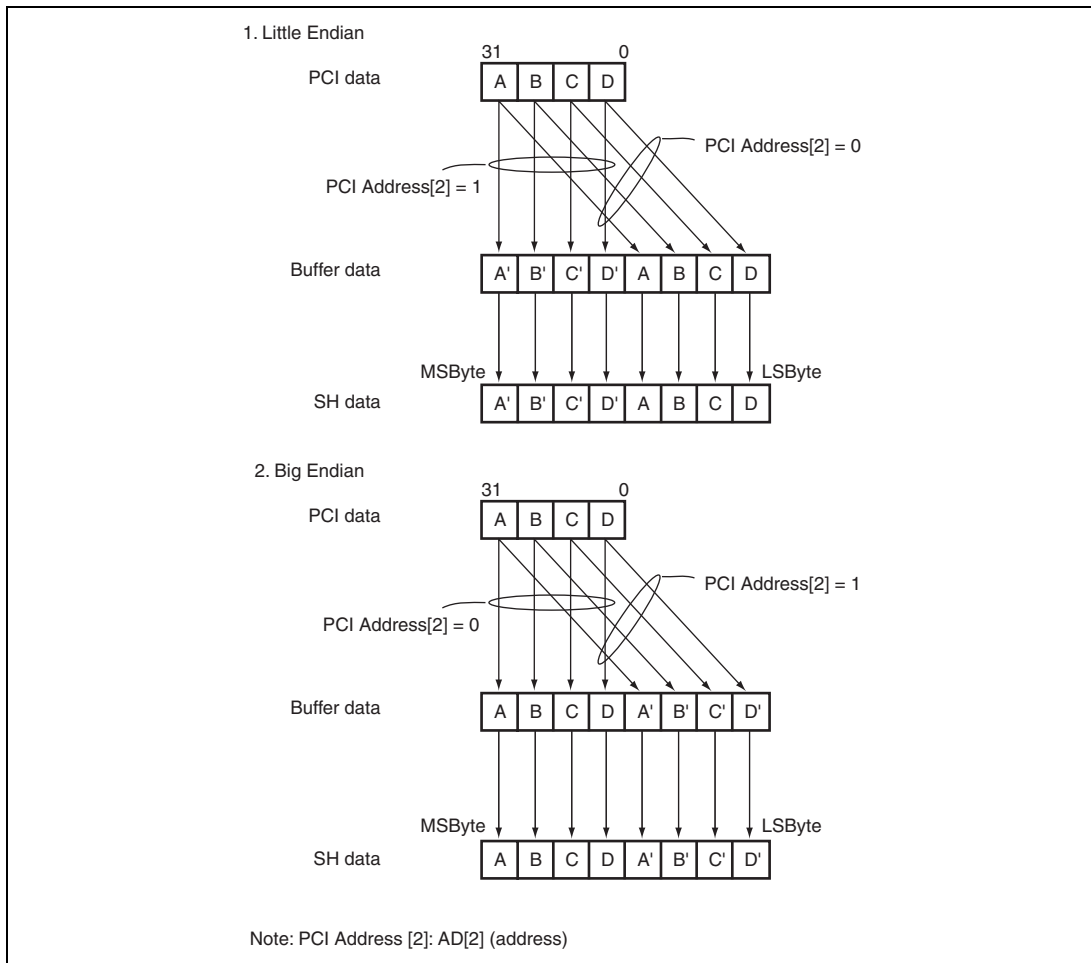 1. Little Endian
31 0
PCI data A B C D
PCI Address[2] = 0
PCI Address[2] = 1
Buffer data A' B' C' D' A B C D
MSByte LSByte
SH data A' B' C' D' A B C D
2. Big Endian
31 0
PCI data A B C D
PCI Address[2] = 1
PCI Address[2] = 0
Buffer data A B C D A' B' C' D'
MSByte LSByte
SH data A B C D A' B' C' D'
Note: PCI Address [2]: AD[2] (address)